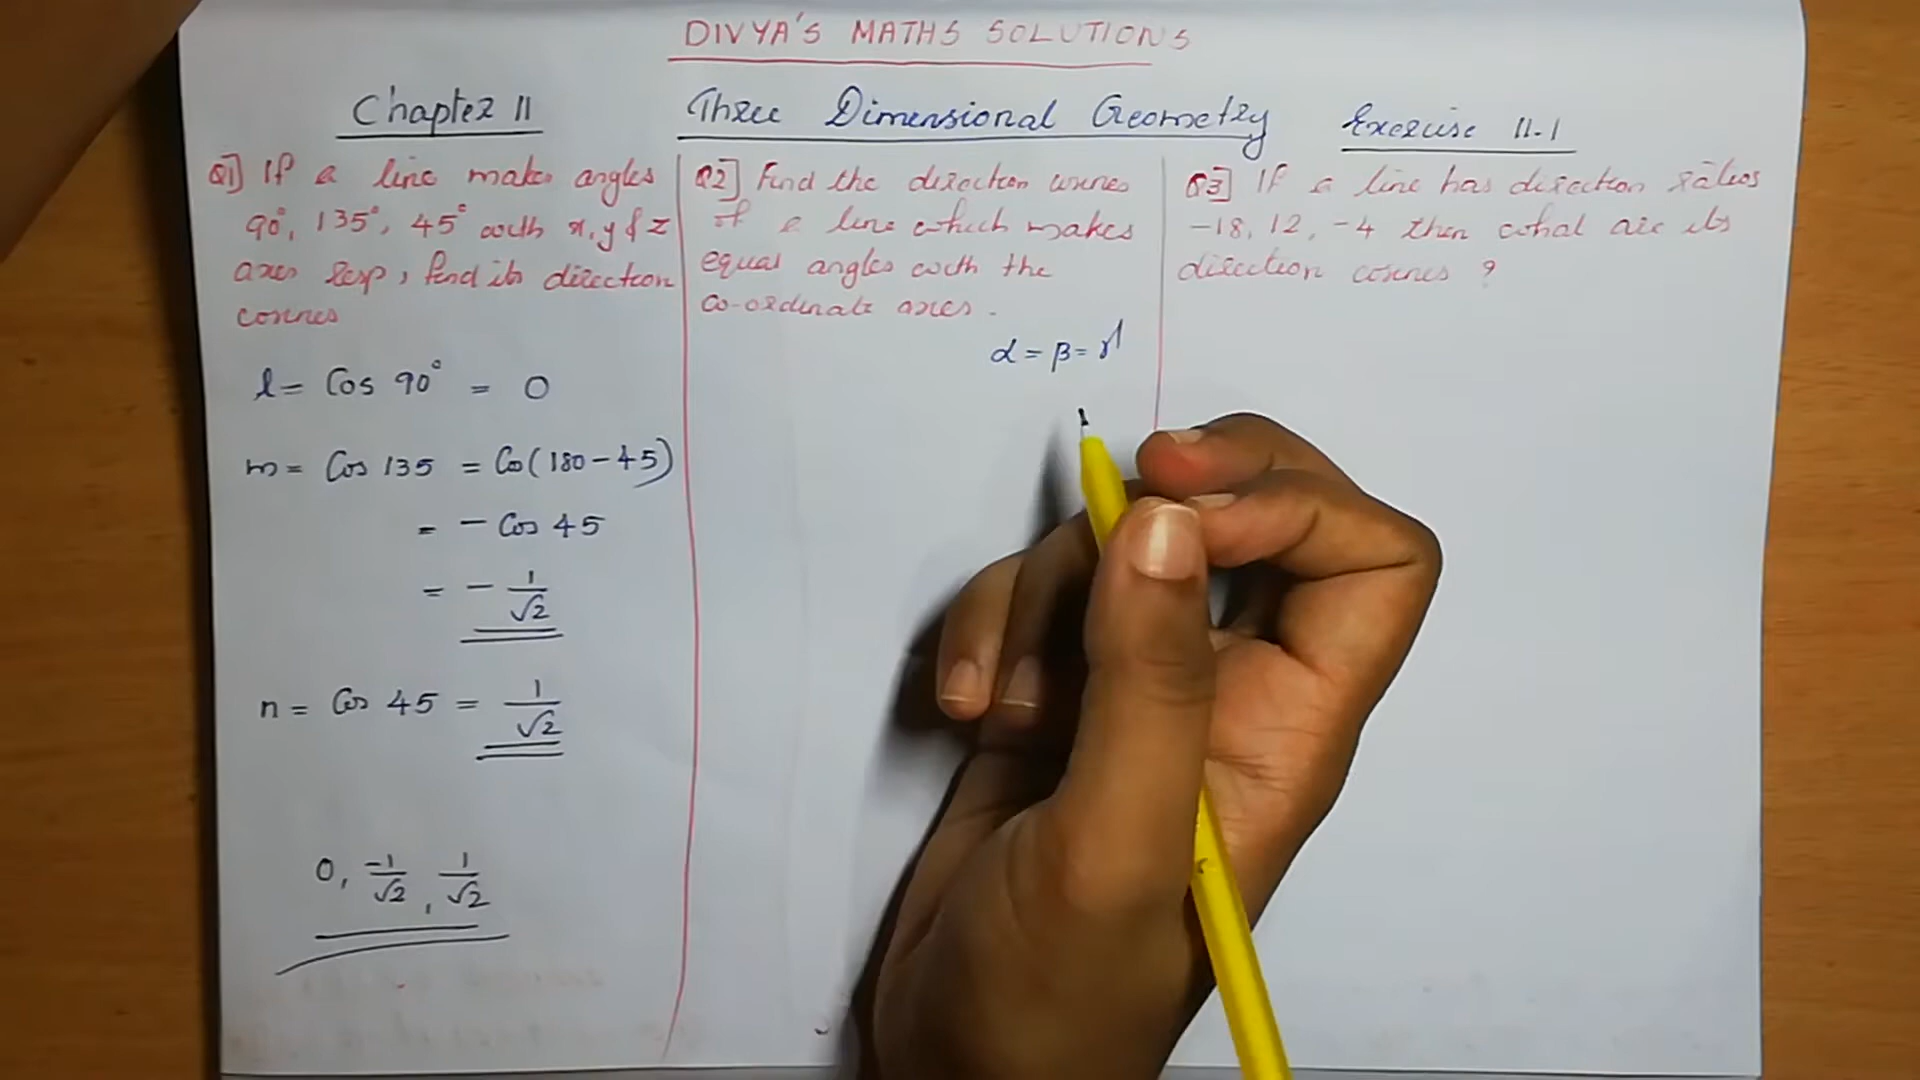 DIVYA'S MATHS SOLUTIONS
Chapter 11 Three Dimensional Geometry Exercise 11.1
Q1] If a line makes angles
90°, 135°, 45° with x, y & z
axes resp, find its direction
cosines
l = Cos 90° = 0
m = Cos 135 = Cos(180-45)
= - Cos 45
= - 1/√2
n = Cos 45 = 1/√2
0, -1/√2, 1/√2
Q2] Find the direction cosines
of a line which makes
equal angles with the
co-ordinate axes.
α = β = γ
Q3] If a line has direction ratios
-18, 12, -4 then what are its
direction cosines ?